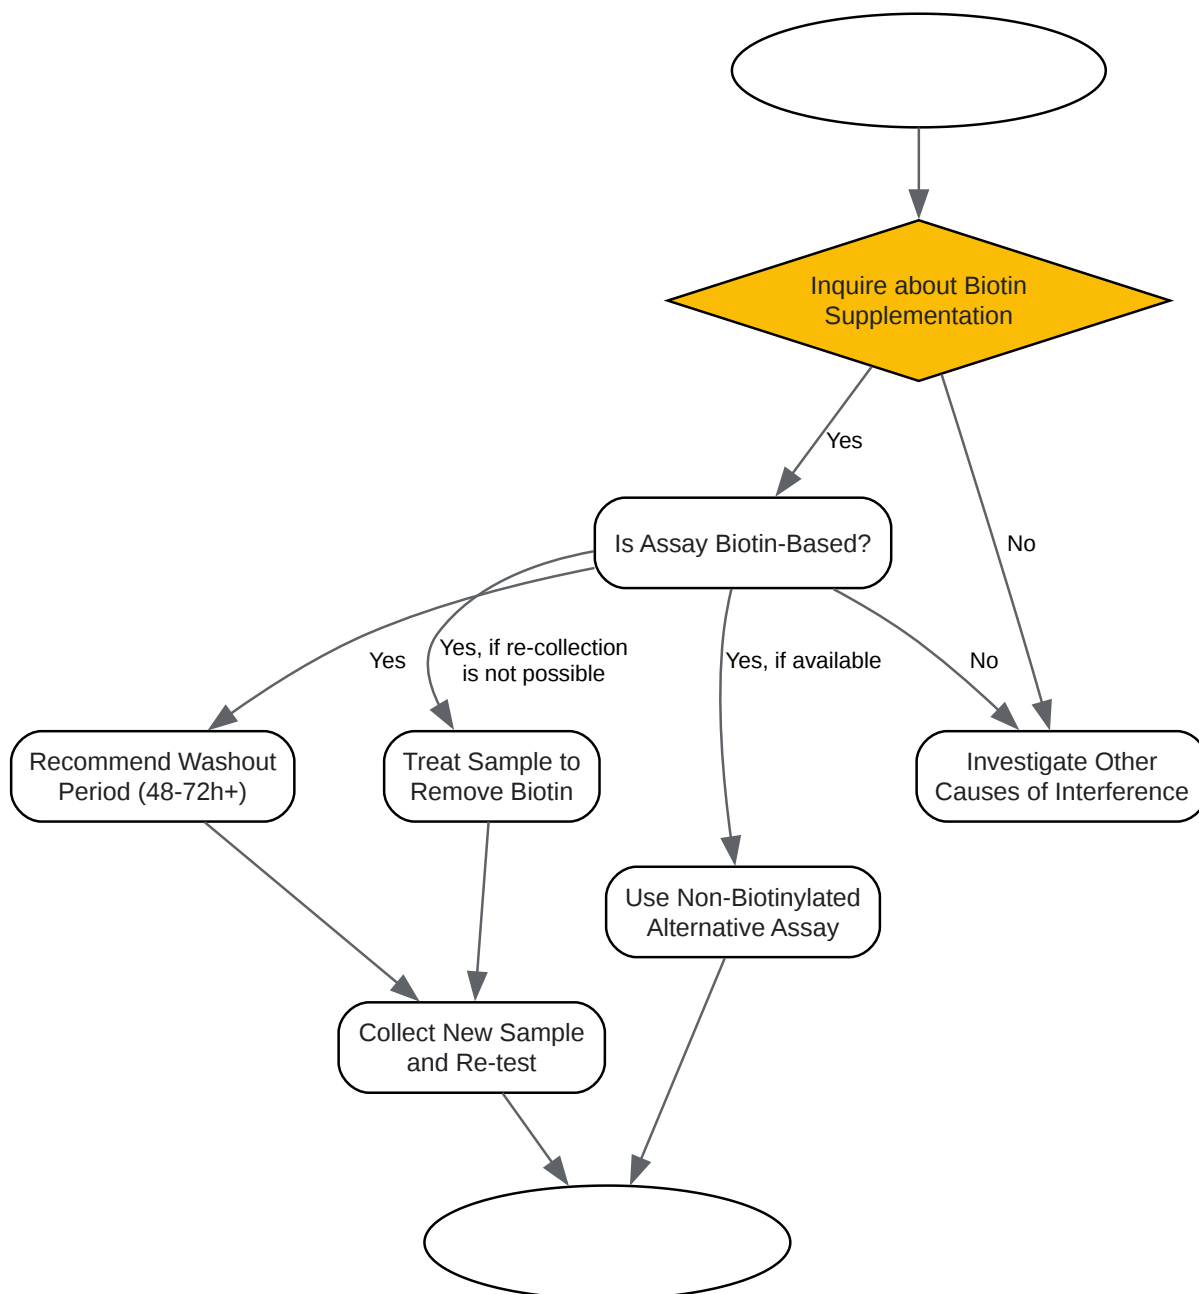 Inquire about Biotin
Supplementation
Yes
No
Is Assay Biotin-Based?
Yes
Yes, if re-collection
is not possible
Yes, if available
No
Recommend Washout
Period (48-72h+)
Treat Sample to
Remove Biotin
Investigate Other
Causes of Interference
Use Non-Biotinylated
Alternative Assay
Collect New Sample
and Re-test